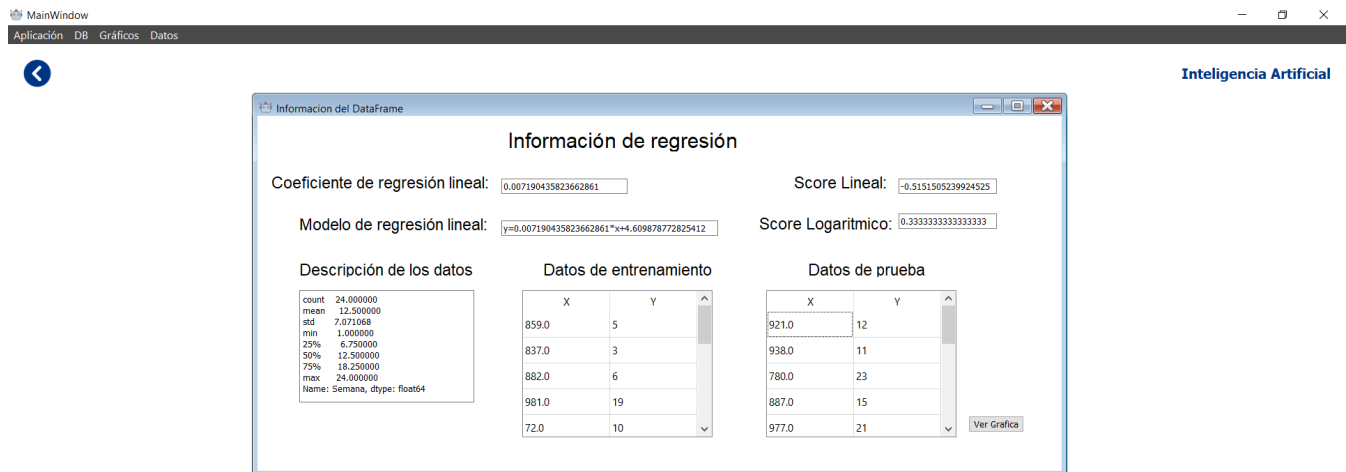 MainWindow
Aplicación DB Gráficos Datos
Inteligencia Artificial
Informacion del DataFrame
Información de regresión
Coeficiente de regresión lineal: 0.007190435823662861
Score Lineal: -0.5151505239924525
Modelo de regresión lineal: y=0.007190435823662861*x+4.609878772825412
Score Logaritmico: 0.3333333333333333
Descripción de los datos
count 24.000000
mean 12.500000
std 7.071068
min 1.000000
25% 6.750000
50% 12.500000
75% 18.250000
max 24.000000
Name: Semana, dtype: float64
Datos de entrenamiento
X Y
859.0 5
837.0 3
882.0 6
981.0 19
72.0 10
Datos de prueba
X Y
921.0 12
938.0 11
780.0 23
887.0 15
977.0 21
Ver Grafica